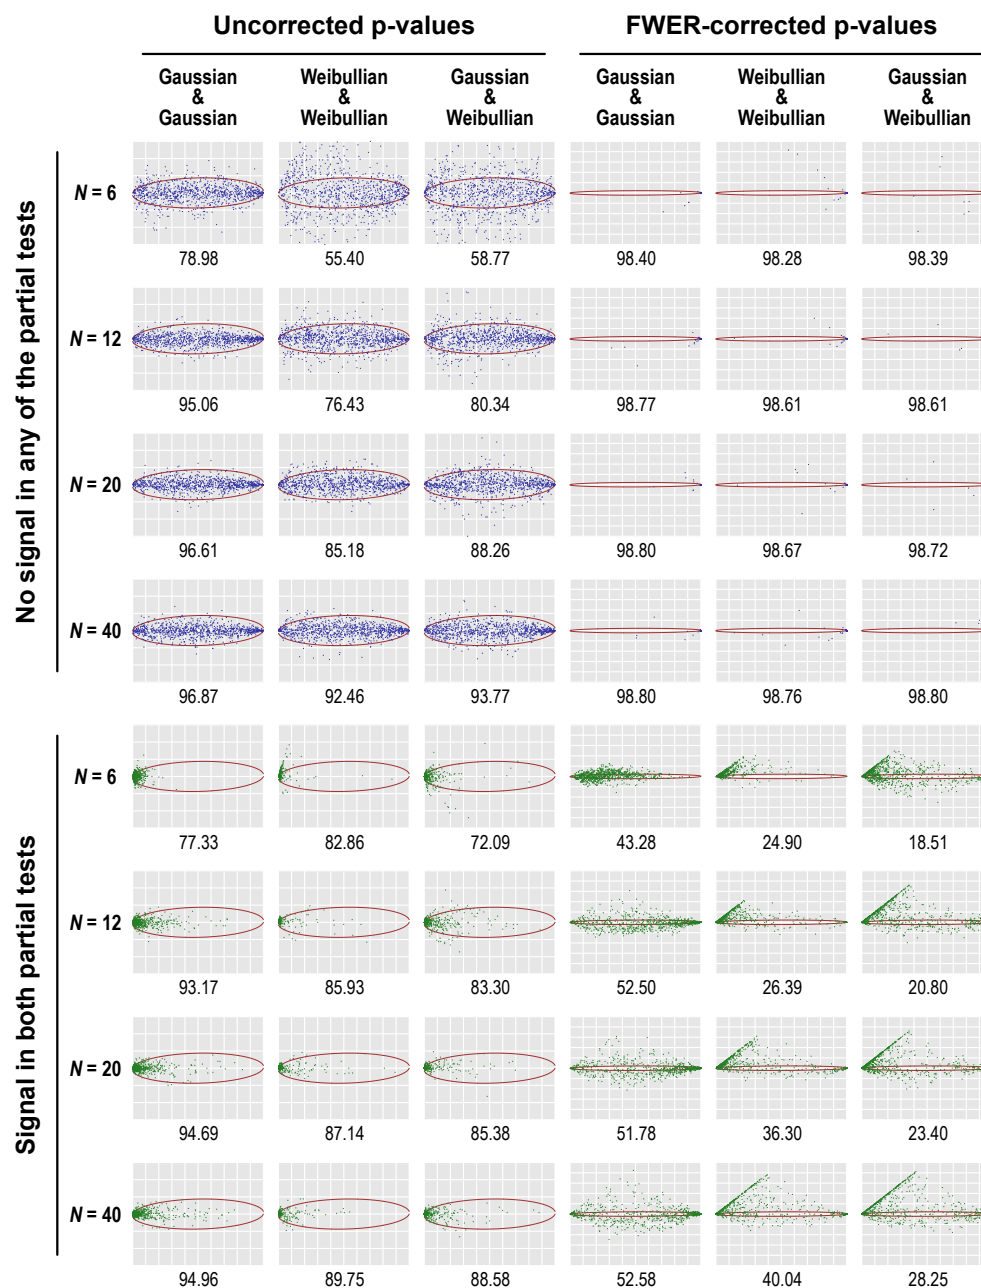 Uncorrected p-values FWER-corrected p-values
Gaussian & Gaussian Weibullian & Weibullian Gaussian & Weibullian Gaussian & Gaussian Weibullian & Weibullian Gaussian & Weibullian
No signal in any of the partial tests
N = 6
78.98 55.40 58.77 98.40 98.28 98.39
N = 12
95.06 76.43 80.34 98.77 98.61 98.61
N = 20
96.61 85.18 88.26 98.80 98.67 98.72
N = 40
96.87 92.46 93.77 98.80 98.76 98.80
Signal in both partial tests
N = 6
77.33 82.86 72.09 43.28 24.90 18.51
N = 12
93.17 85.93 83.30 52.50 26.39 20.80
N = 20
94.69 87.14 85.38 51.78 36.30 23.40
N = 40
94.96 89.75 88.58 52.58 40.04 28.25